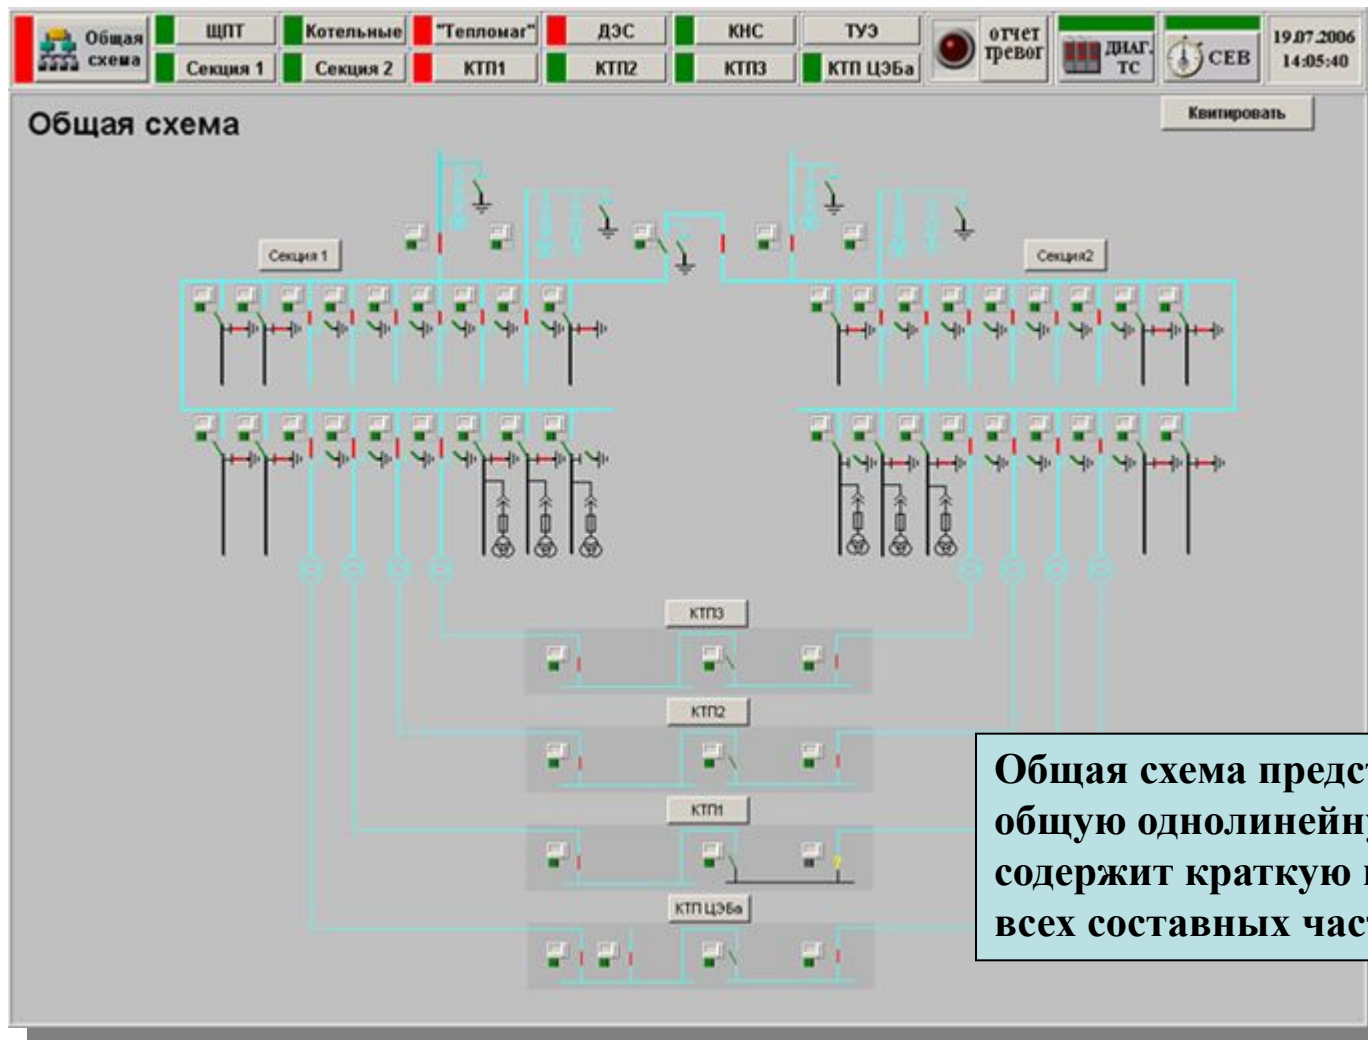 Общая схема
ЩПТ
Котельные
"Тепломаг"
ДЭС
КНС
ТУЭ
отчет тревог
ДИАГ. ТС
СЕВ
19.07.2006
14:05:40
Секция 1
Секция 2
КТП1
КТП2
КТП3
КТП ЦЭБа
Квитировать
Общая схема
Секция 1
Секция2
КТП3
КТП2
КТП1
КТП ЦЭБа
?
Общая схема предст
общую однолинейн
содержит краткую
всех составных част